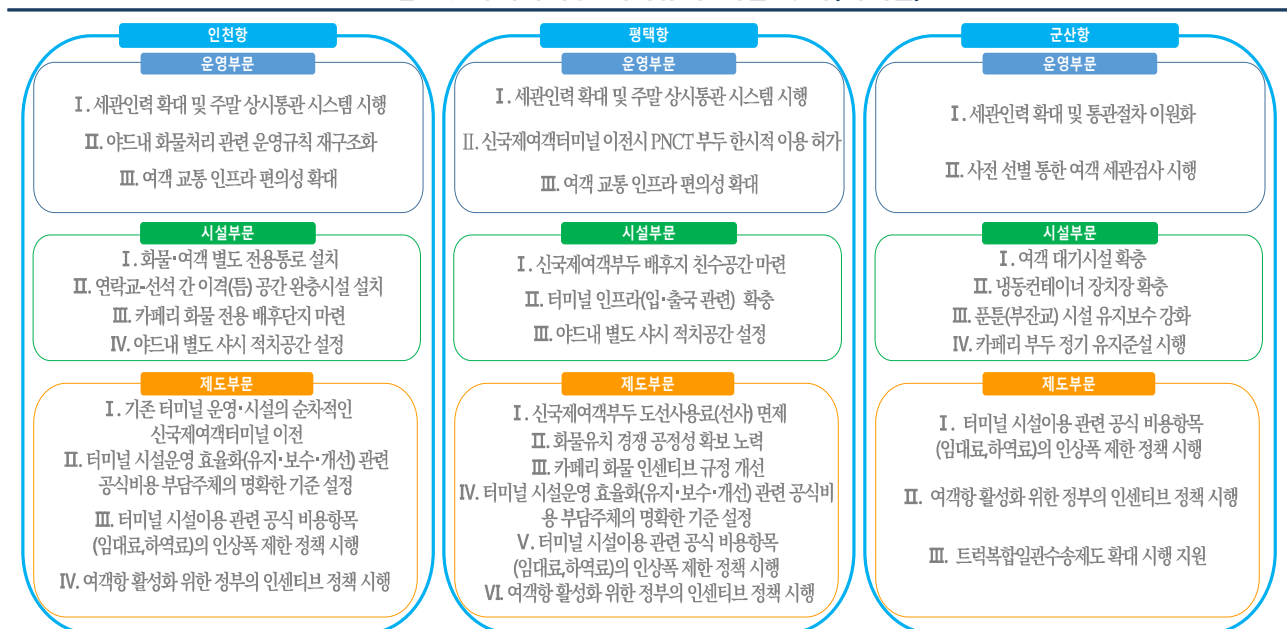 인천항
운영부문
Ⅰ. 세관인력 확대 및 주말 상시통관 시스템 시행
Ⅱ. 야드내 화물처리 관련 운영규칙 재구조화
Ⅲ. 여객 교통 인프라 편의성 확대
시설부문
Ⅰ. 화물·여객 별도 전용통로 설치
Ⅱ. 연락교-선석 간 이격(틈) 공간 완충시설 설치
Ⅲ. 카페리 화물 전용 배후단지 마련
Ⅳ. 야드내 별도 샤시 적치공간 설정
제도부문
Ⅰ. 기존 터미널 운영·시설의 순차적인
신국제여객터미널 이전
Ⅱ. 터미널 시설운영 효율화(유지·보수·개선) 관련
공식비용 부담주체의 명확한 기준 설정
Ⅲ. 터미널 시설이용 관련 공식 비용항목
(임대료,하역료)의 인상폭 제한 정책 시행
Ⅳ. 여객항 활성화 위한 정부의 인센티브 정책 시행
평택항
운영부문
Ⅰ. 세관인력 확대 및 주말 상시통관 시스템 시행
Ⅱ. 신국제여객터미널 이전시 PNCT 부두 한시적 이용 허가
Ⅲ. 여객 교통 인프라 편의성 확대
시설부문
Ⅰ. 신국제여객부두 배후지 친수공간 마련
Ⅱ. 터미널 인프라(입·출국 관련) 확충
Ⅲ. 야드내 별도 샤시 적치공간 설정
제도부문
Ⅰ. 신국제여객부두 도선사용료(선사) 면제
Ⅱ. 화물유치 경쟁 공정성 확보 노력
Ⅲ. 카페리 화물 인센티브 규정 개선
Ⅳ. 터미널 시설운영 효율화(유지·보수·개선) 관련 공식비
용 부담주체의 명확한 기준 설정
Ⅴ. 터미널 시설이용 관련 공식 비용항목
(임대료,하역료)의 인상폭 제한 정책 시행
Ⅵ. 여객항 활성화 위한 정부의 인센티브 정책 시행
군산항
운영부문
Ⅰ. 세관인력 확대 및 통관절차 이원화
Ⅱ. 사전 선별 통한 여객 세관검사 시행
시설부문
Ⅰ. 여객 대기시설 확충
Ⅱ. 냉동컨테이너 장치장 확충
Ⅲ. 푼툰(부잔교) 시설 유지보수 강화
Ⅳ. 카페리 부두 정기 유지준설 시행
제도부문
Ⅰ. 터미널 시설이용 관련 공식 비용항목
(임대료,하역료)의 인상폭 제한 정책 시행
Ⅱ. 여객항 활성화 위한 정부의 인센티브 정책 시행
Ⅲ. 트럭복합일관수송제도 확대 시행 지원